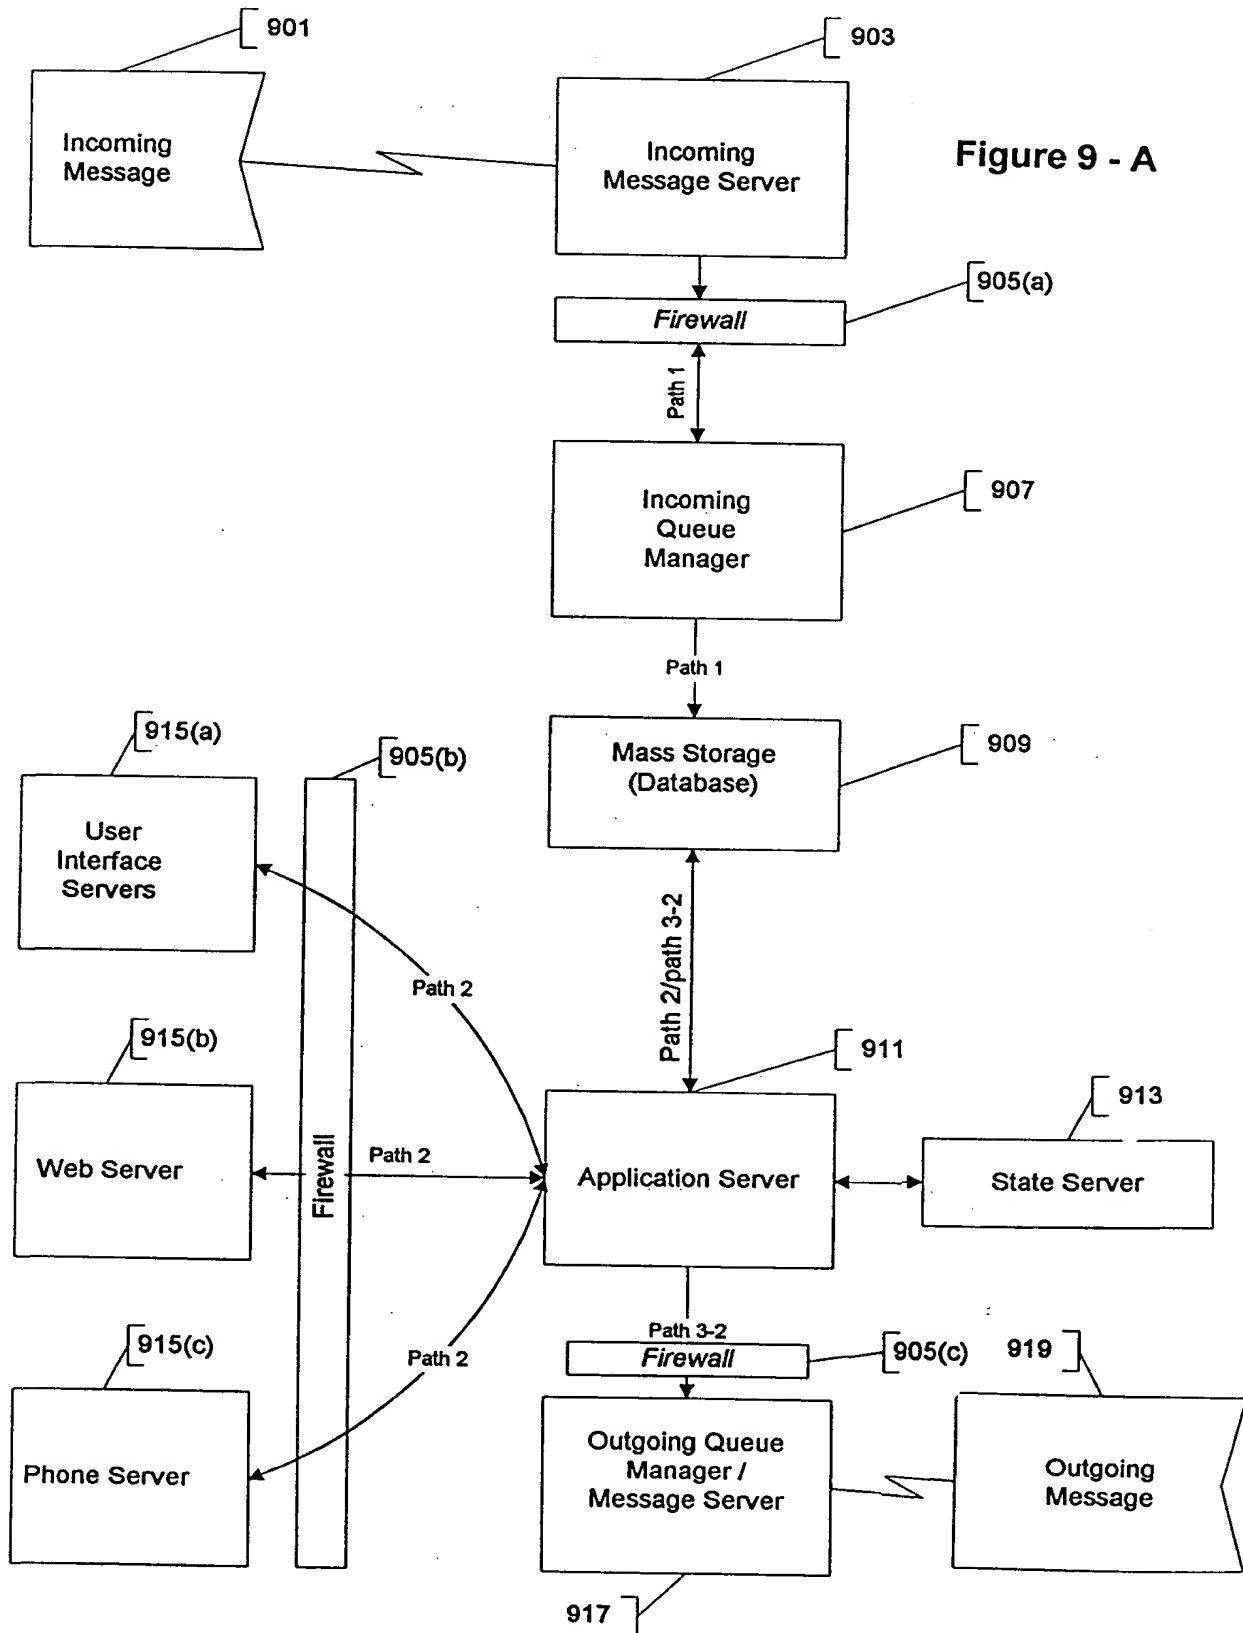 901
903
Incoming
Message
Incoming
Message Server
Figure 9 - A
905(a)
Firewall
Path 1
907
Incoming
Queue
Manager
Path 1
915(a)
905(b)
909
Mass Storage
(Database)
User
Interface
Servers
Path 2/path 3-2
Path 2
915(b)
911
913
Firewall
Web Server
Path 2
Application Server
State Server
915(c)
Path 2
Path 3-2
Firewall
905(c)
919
Phone Server
Outgoing Queue
Manager /
Message Server
Outgoing
Message
917